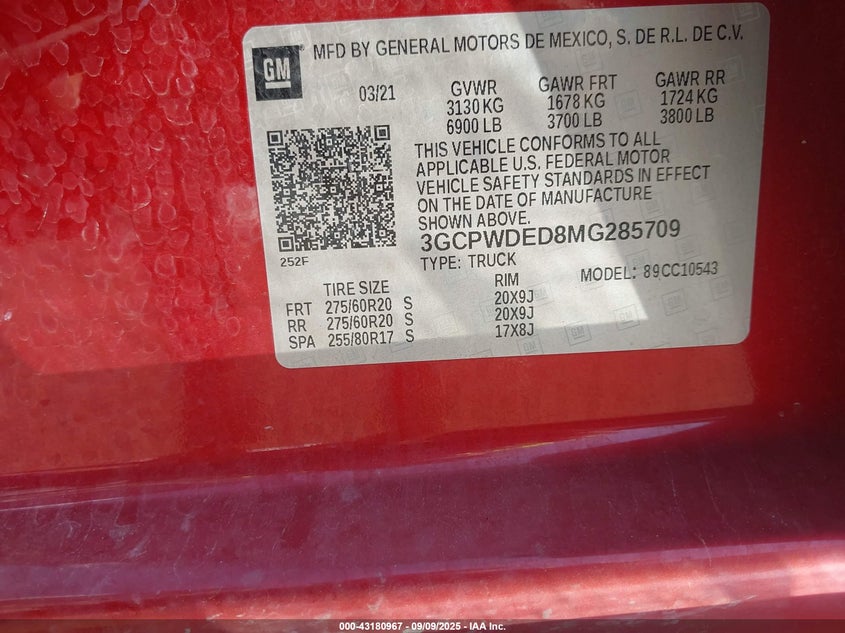 GM MFD BY GENERAL MOTORS DE MEXICO, S. DE R.L. DE C.V.
03/21 GVWR GAWR FRT GAWR RR
3130 KG 1678 KG 1724 KG
6900 LB 3700 LB 3800 LB
THIS VEHICLE CONFORMS TO ALL
APPLICABLE U.S. FEDERAL MOTOR
VEHICLE SAFETY STANDARDS IN EFFECT
ON THE DATE OF MANUFACTURE
SHOWN ABOVE.
252F
3GCPWDED8MG285709
TYPE: TRUCK MODEL: 89CC10543
TIRE SIZE RIM
FRT 275/60R20 S 20X9J
RR 275/60R20 S 20X9J
SPA 255/80R17 S 17X8J
000-43180967 - 09/09/2025 - IAA Inc.